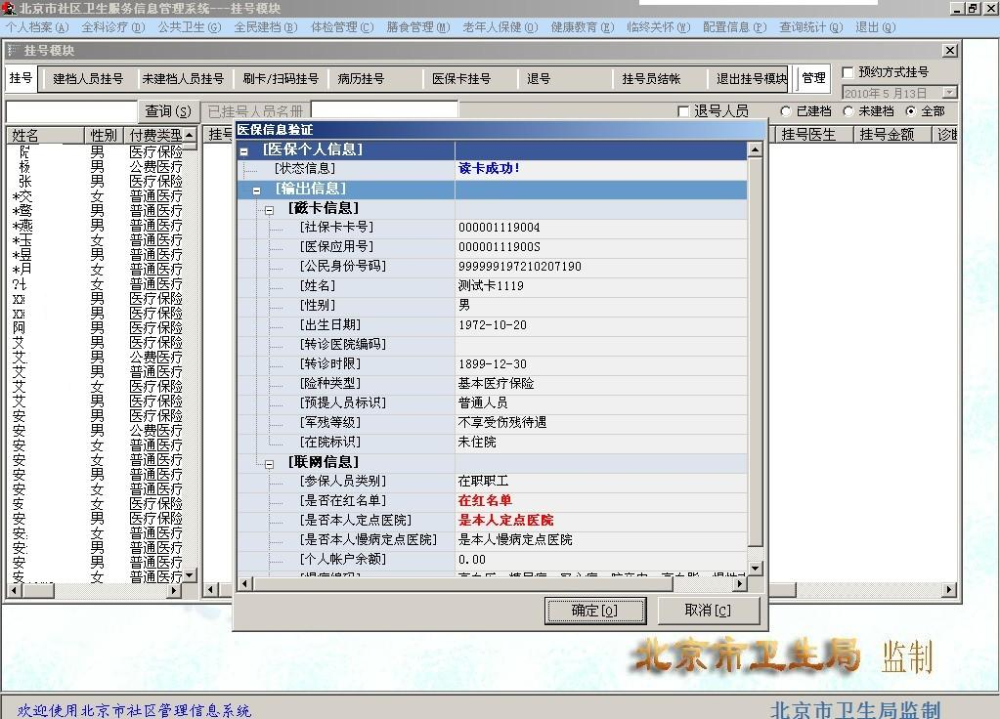 北京市社区卫生服务信息管理系统---挂号模块
个人档案(A) 全科诊疗(D) 公共卫生(G) 全民建档(B) 体检管理(C) 膳食管理(M) 老年人保健(O) 健康教育(E) 临终关怀(W) 配置信息(P) 查询统计(Q) 退出(Q)
挂号模块
挂号 建档人员挂号 未建档人员挂号 刷卡/扫码挂号 病历挂号 医保卡挂号 退号 挂号员结帐 退出挂号模块 管理 预约方式挂号
2010年 5 月13日
查询(S) 已挂号人员名册 退号人员 已建档 未建档 全部
姓名 性别 付费类型 挂号 挂号医生 挂号金额 诊断
男 医疗保险
杨 男 公费医疗
张 男 医疗保险
*交 女 普通医疗
*鹜 男 普通医疗
*燕 男 普通医疗
*玉 女 普通医疗
*昱 男 普通医疗
*月 女 普通医疗
女 普通医疗
xx 男 医疗保险
xx 男 医疗保险
阿 男 医疗保险
艾 男 医疗保险
艾 男 公费医疗
艾 男 普通医疗
艾 女 医疗保险
艾 男 医疗保险
安 男 医疗保险
安 男 公费医疗
安 女 普通医疗
安 女 普通医疗
安 男 普通医疗
安 女 普通医疗
安 女 医疗保险
安 男 医疗保险
安 女 普通医疗
安 男 普通医疗
安 男 普通医疗
安 女 普通医疗
医保信息验证
[医保个人信息]
[状态信息] 读卡成功!
[输出信息]
[磁卡信息]
[社保卡卡号] 000001119004
[医保应用号] 00000111900S
[公民身份号码] 999999197210207190
[姓名] 测试卡1119
[性别] 男
[出生日期] 1972-10-20
[转诊医院编码]
[转诊时限] 1899-12-30
[险种类型] 基本医疗保险
[预提人员标识] 普通人员
[军残等级] 不享受伤残待遇
[在院标识] 未住院
[联网信息]
[参保人员类别] 在职职工
[是否在红名单] 在红名单
[是否本人定点医院] 是本人定点医院
[是否本人慢病定点医院] 是本人慢病定点医院
[个人帐户余额] 0.00
确定[O] 取消[C]
北京市卫生局 监制
欢迎使用北京市社区管理信息系统 北京市卫生局监制